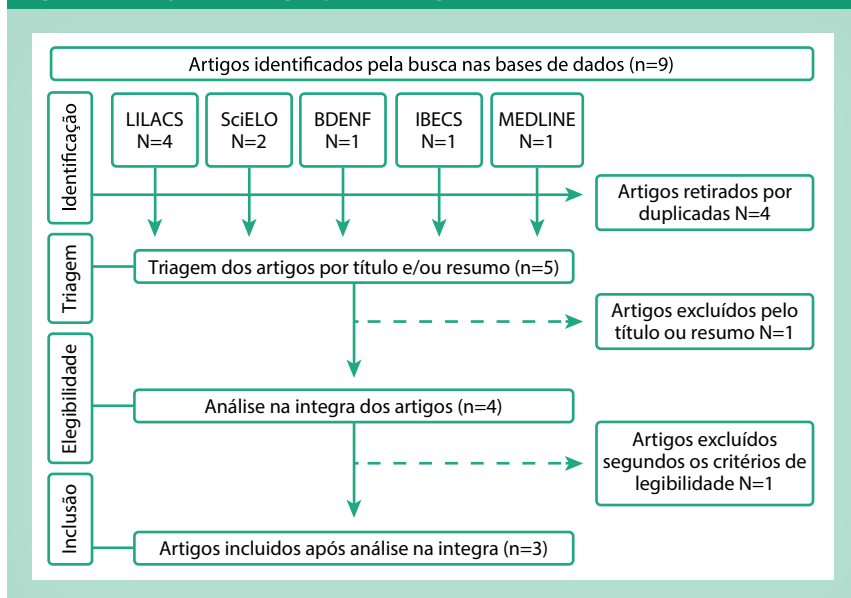 Artigos identificados pela busca nas bases de dados (n=9)
Identificação
LILACS
N=4
SciELO
N=2
BDENF
N=1
IBECS
N=1
MEDLINE
N=1
Artigos retirados por
duplicadas N=4
Triagem
Triagem dos artigos por título e/ou resumo (n=5)
Artigos excluídos pelo
título ou resumo N=1
Elegibilidade
Análise na integra dos artigos (n=4)
Artigos excluídos
segundos os critérios de
legibilidade N=1
Inclusão
Artigos incluidos após análise na integra (n=3)